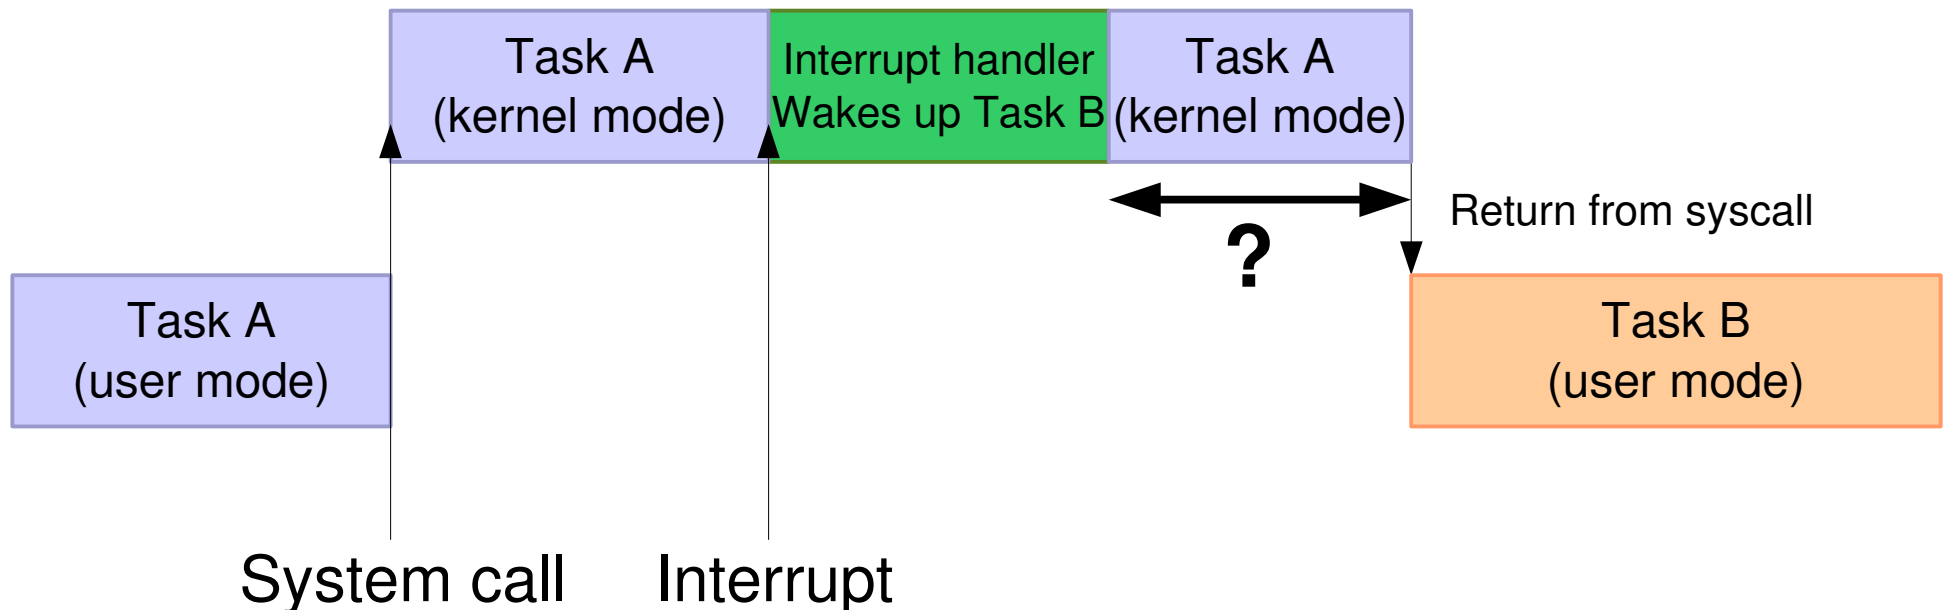 Task A
(kernel mode)
Interrupt handler
Wakes up Task B
Task A
(kernel mode)
Return from syscall
?
Task A
(user mode)
Task B
(user mode)
System call
Interrupt